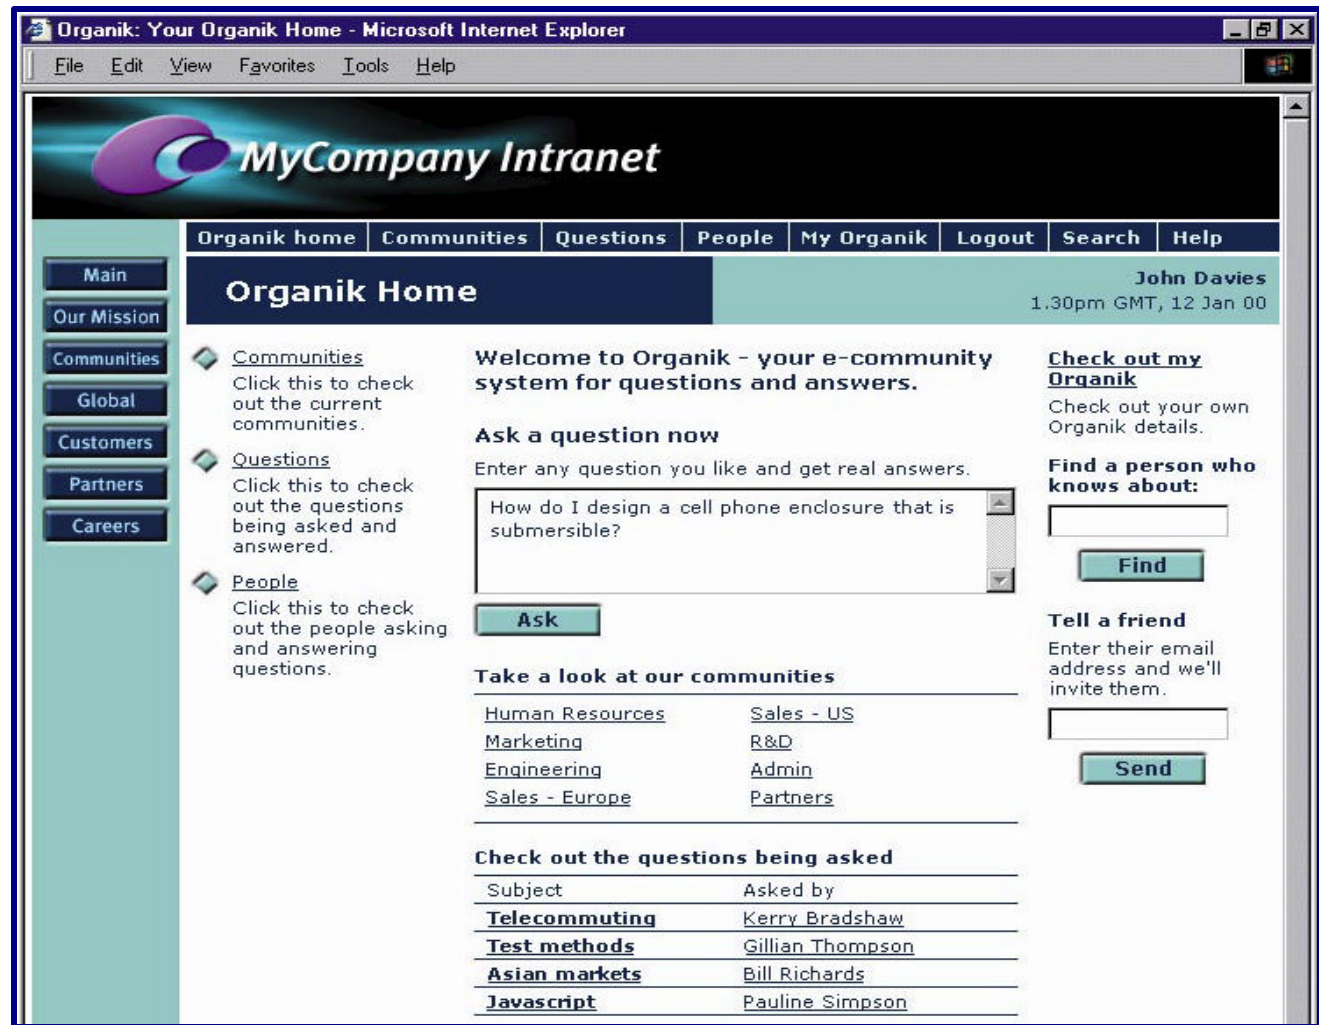 Organik: Your Organik Home - Microsoft Internet Explorer
File Edit View Favorites Tools Help
MyCompany Intranet
Organik home Communities Questions People My Organik Logout Search Help
Main
Our Mission
Communities
Global
Customers
Partners
Careers
Organik Home
John Davies
1.30pm GMT, 12 Jan 00
Communities
Click this to check
out the current
communities.
Questions
Click this to check
out the questions
being asked and
answered.
People
Click this to check
out the people asking
and answering
questions.
Welcome to Organik - your e-community
system for questions and answers.
Ask a question now
Enter any question you like and get real answers.
How do I design a cell phone enclosure that is
submersible?
Ask
Take a look at our communities
Human Resources Sales - US
Marketing R&D
Engineering Admin
Sales - Europe Partners
Check out the questions being asked
Subject Asked by
Telecommuting Kerry Bradshaw
Test methods Gillian Thompson
Asian markets Bill Richards
Javascript Pauline Simpson
Check out my
Organik
Check out your own
Organik details.
Find a person who
knows about:
Find
Tell a friend
Enter their email
address and we'll
invite them.
Send